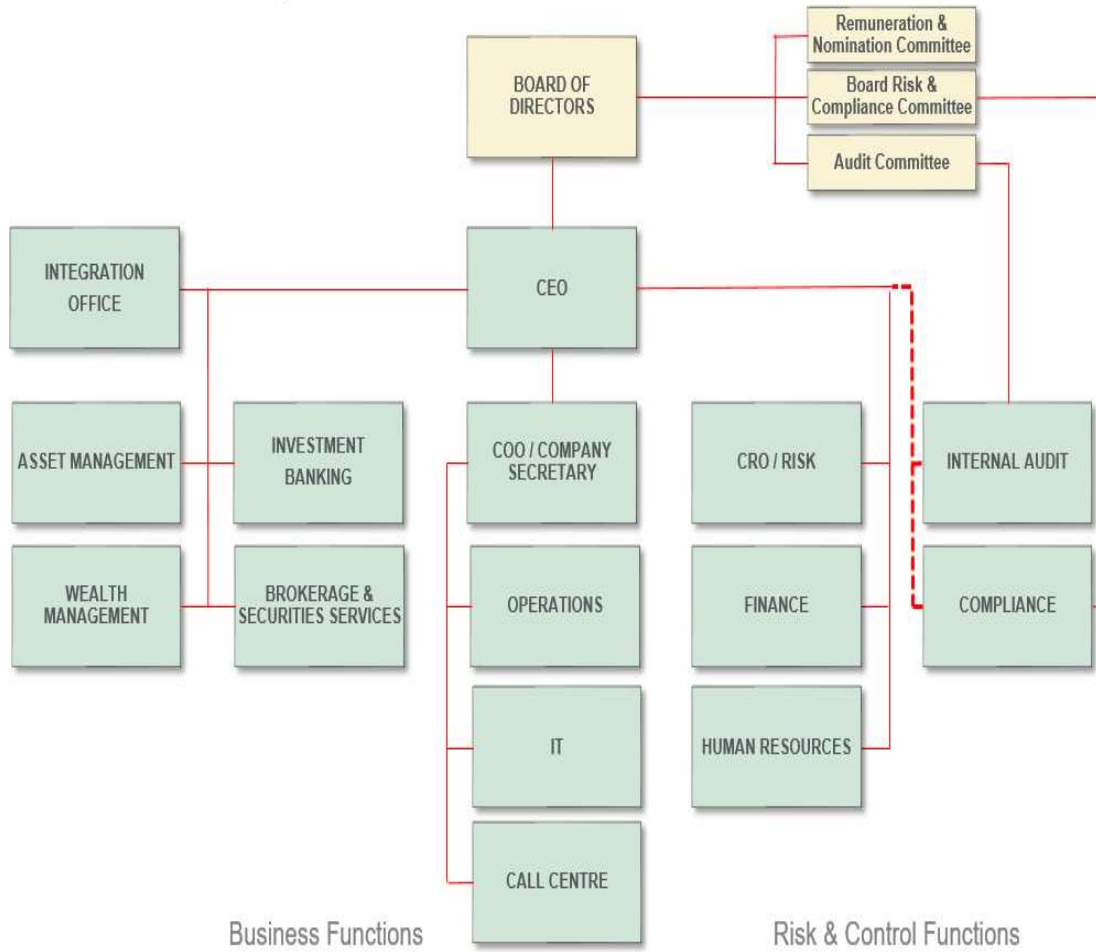 Remuneration &
Nomination Committee
BOARD OF
DIRECTORS
Board Risk &
Compliance Committee
Audit Committee
INTEGRATION
OFFICE
CEO
ASSET MANAGEMENT
INVESTMENT
BANKING
COO / COMPANY
SECRETARY
CRO / RISK
INTERNAL AUDIT
WEALTH
MANAGEMENT
BROKERAGE &
SECURITIES SERVICES
OPERATIONS
FINANCE
COMPLIANCE
IT
HUMAN RESOURCES
CALL CENTRE
Business Functions
Risk & Control Functions